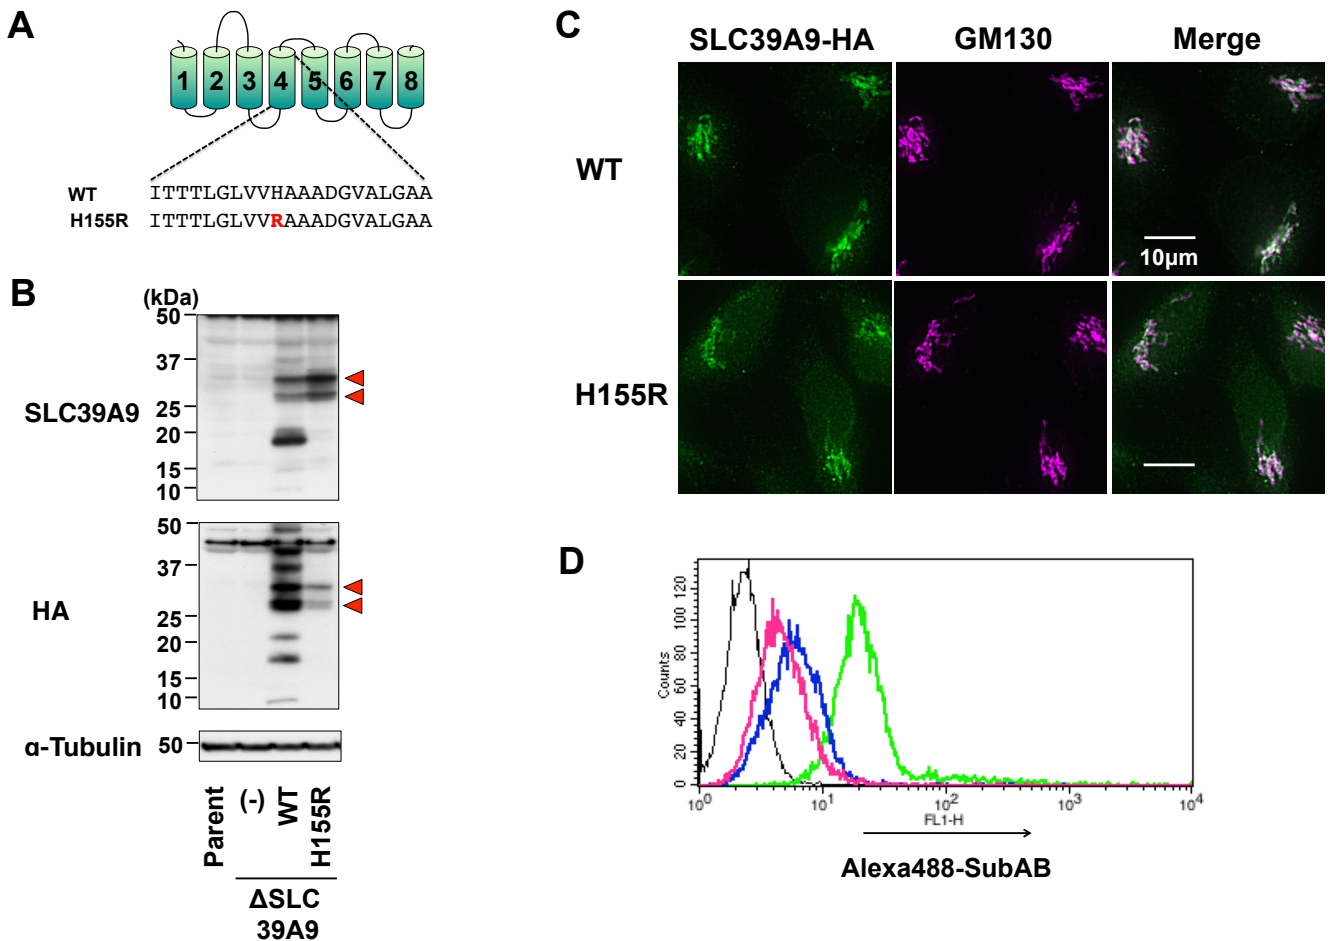 A
1 2 3 4 5 6 7 8
WT ITTTLGLVVHAAADGVALGAA
H155R ITTTLGLVVRAAADGVALGAA
B
(kDa)
50
37
25
20
15
10
SLC39A9
50
37
25
20
15
10
HA
α-Tubulin 50
Parent
(-)
WT
H155R
ΔSLC
39A9
C
SLC39A9-HA GM130 Merge
WT
10μm
H155R
D
Counts
0 20 40 60 80 100 120
10⁰ 10¹ 10² 10³ 10⁴
FL1-H
Alexa488-SubAB